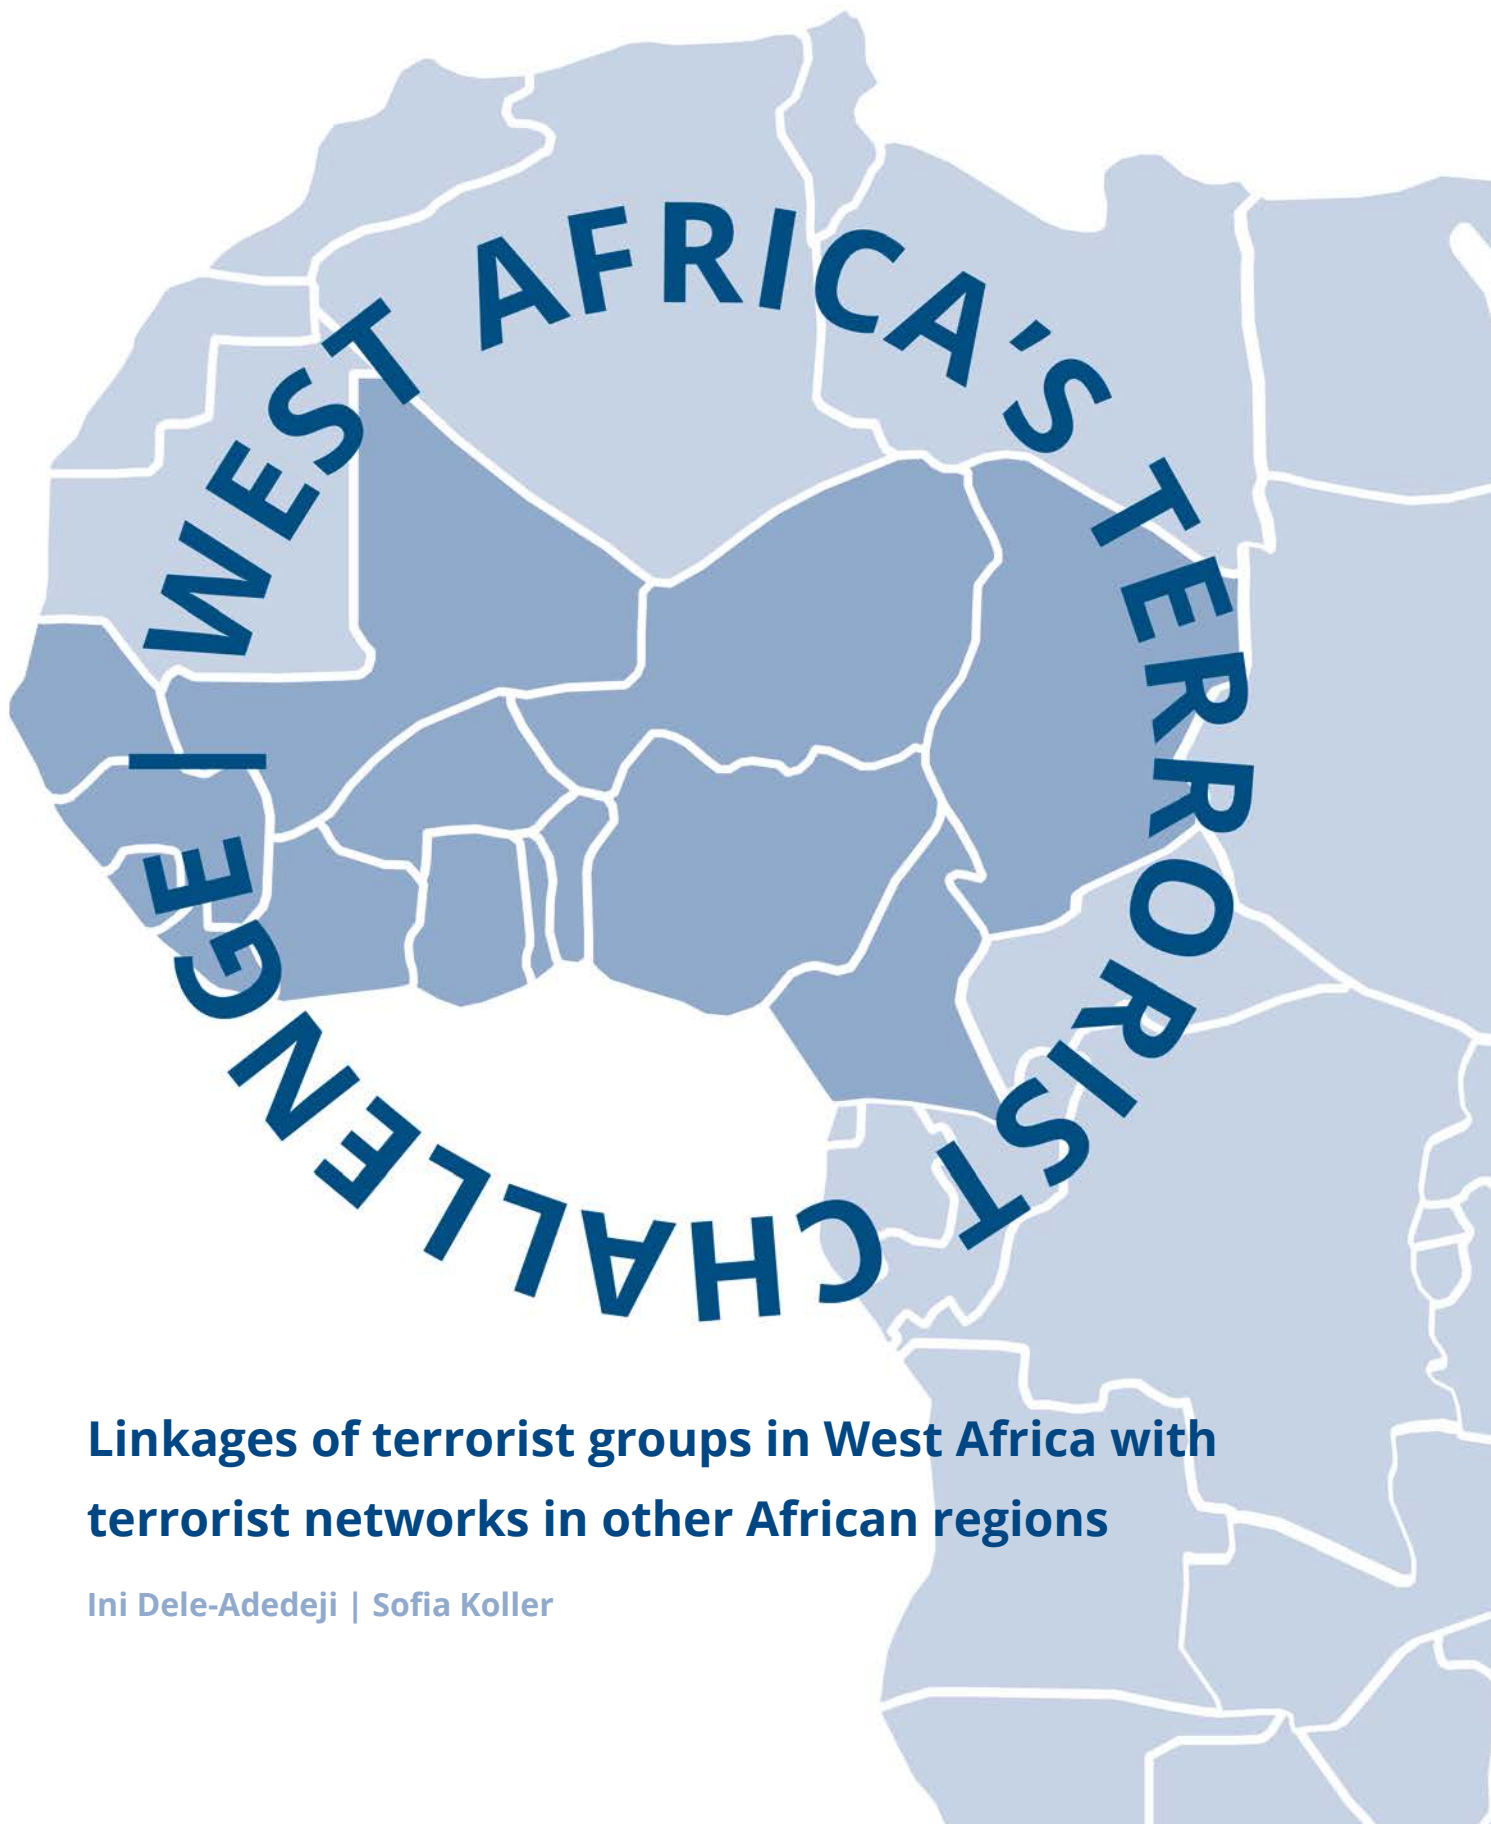 WEST AFRICA'S TERRORIST CHALLENGE |
Linkages of terrorist groups in West Africa with
terrorist networks in other African regions
Ini Dele-Adedeji | Sofia Koller